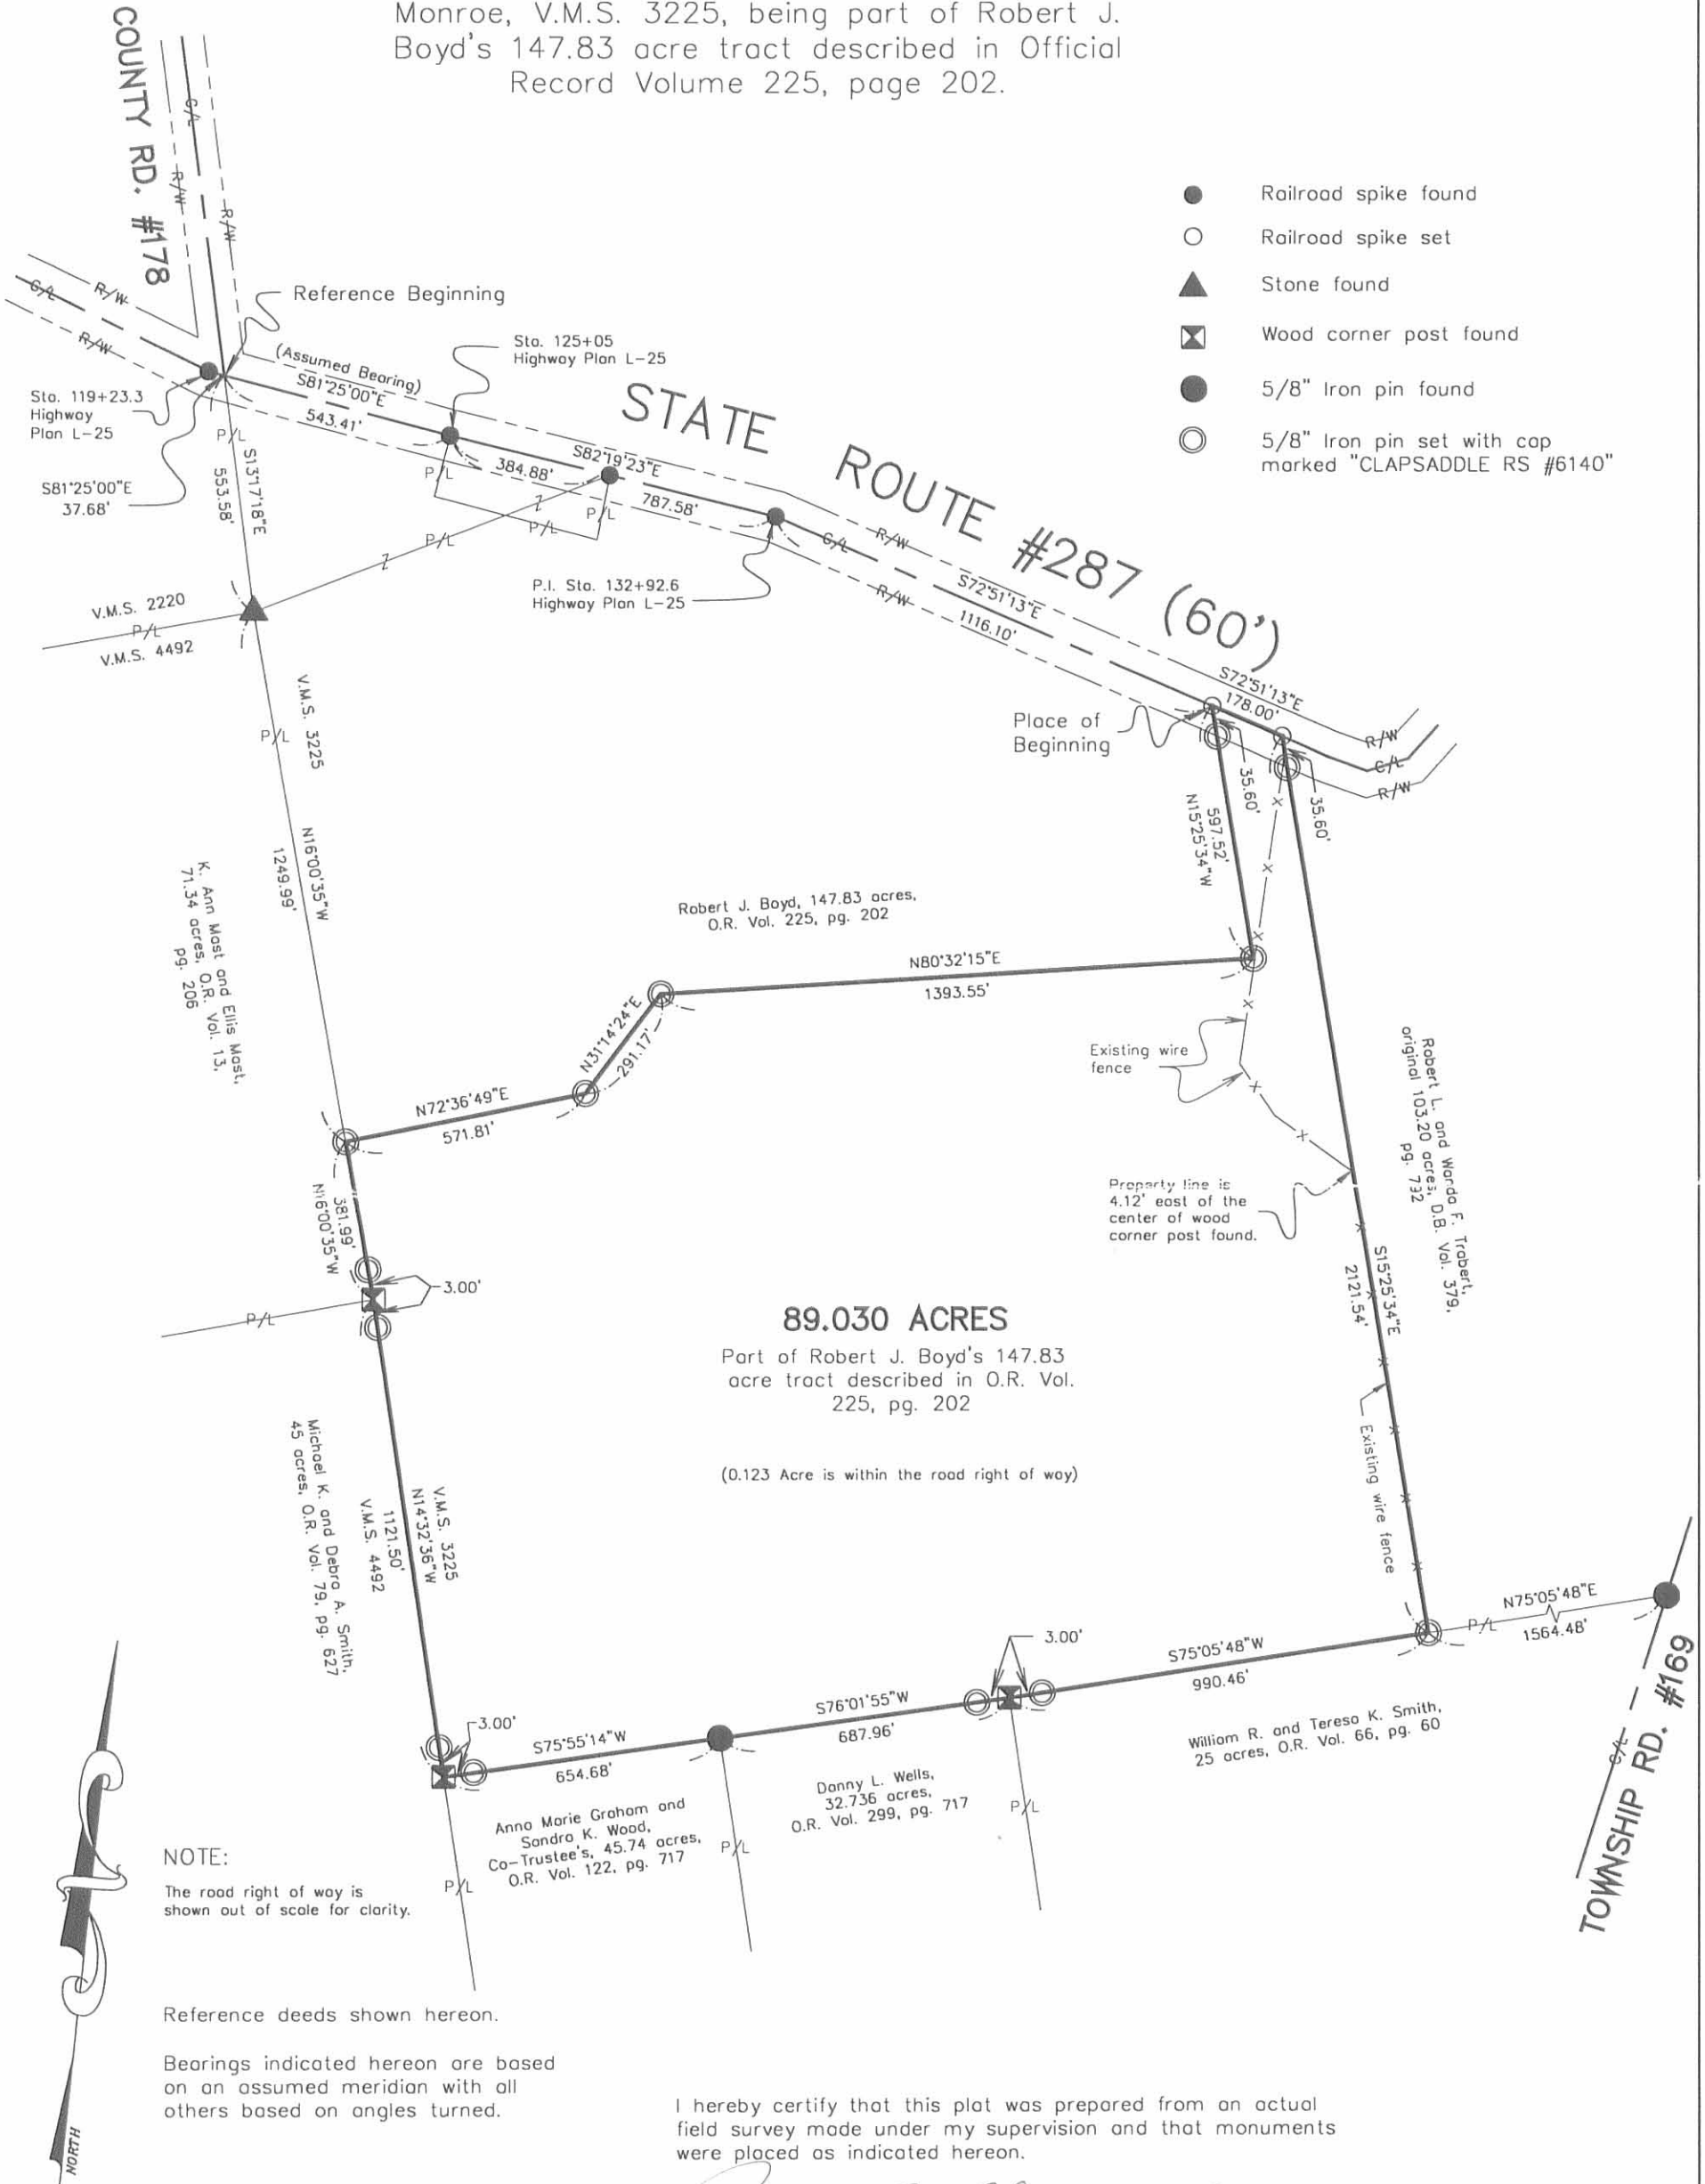 Monroe, V.M.S. 3225, being part of Robert J.
Boyd's 147.83 acre tract described in Official
Record Volume 225, page 202.
COUNTY RD. #178
C/L
R/W
R/W
Railroad spike found
Railroad spike set
Stone found
Wood corner post found
5/8" Iron pin found
5/8" Iron pin set with cap
marked "CLAPSADDLE RS #6140"
C/L
R/W
R/W
Reference Beginning
Sta. 125+05
Highway Plan L-25
(Assumed Bearing)
S81°25'00"E
543.41'
Sta. 119+23.3
Highway
Plan L-25
S81°25'00"E
37.68'
P/L
S13°17'18"E
553.58'
STATE ROUTE #287 (60')
S82°19'23"E
384.88'
787.58'
P/L
P/L
P/L
P/L
P.I. Sta. 132+92.6
Highway Plan L-25
C/L
R/W
R/W
S72°51'13"E
1116.10'
V.M.S. 2220
P/L
V.M.S. 4492
V.M.S. 3225
P/L
S72°51'13"E
178.00'
Place of
Beginning
R/W
C/L
R/W
35.60'
35.60'
597.52'
N15°25'34"W
N16°00'35"W
1249.99'
K. Ann Mast and Ellis Mast,
71.34 acres, O.R. Vol. 13,
pg. 206
Robert J. Boyd, 147.83 acres,
O.R. Vol. 225, pg. 202
N80°32'15"E
1393.55'
N31°14'24"E
291.17'
N72°36'49"E
571.81'
Existing wire
fence
Robert L. and Wanda F. Trabert,
original 103.20 acres, D.B. Vol. 379,
pg. 792
Property line is
4.12' east of the
center of wood
corner post found.
381.99'
N16°00'35"W
3.00'
P/L
S15°25'34"E
2121.54'
89.030 ACRES
Part of Robert J. Boyd's 147.83
acre tract described in O.R. Vol.
225, pg. 202
(0.123 Acre is within the road right of way)
Existing wire fence
Michael K. and Debra A. Smith,
45 acres, O.R. Vol. 79, pg. 627
V.M.S. 3225
N14°32'36"W
1121.50'
V.M.S. 4492
N75°05'48"E
P/L
1564.48'
TOWNSHIP RD. #169
C/L
3.00'
S75°05'48"W
990.46'
S76°01'55"W
687.96'
3.00'
S75°55'14"W
654.68'
William R. and Teresa K. Smith,
25 acres, O.R. Vol. 66, pg. 60
Danny L. Wells,
32.736 acres,
O.R. Vol. 299, pg. 717
P/L
Anna Marie Graham and
Sandra K. Wood,
Co-Trustee's, 45.74 acres,
O.R. Vol. 122, pg. 717
P/L
P/L
NOTE:
The road right of way is
shown out of scale for clarity.
Reference deeds shown hereon.
Bearings indicated hereon are based
on an assumed meridian with all
others based on angles turned.
NORTH
I hereby certify that this plat was prepared from an actual
field survey made under my supervision and that monuments
were placed as indicated hereon.